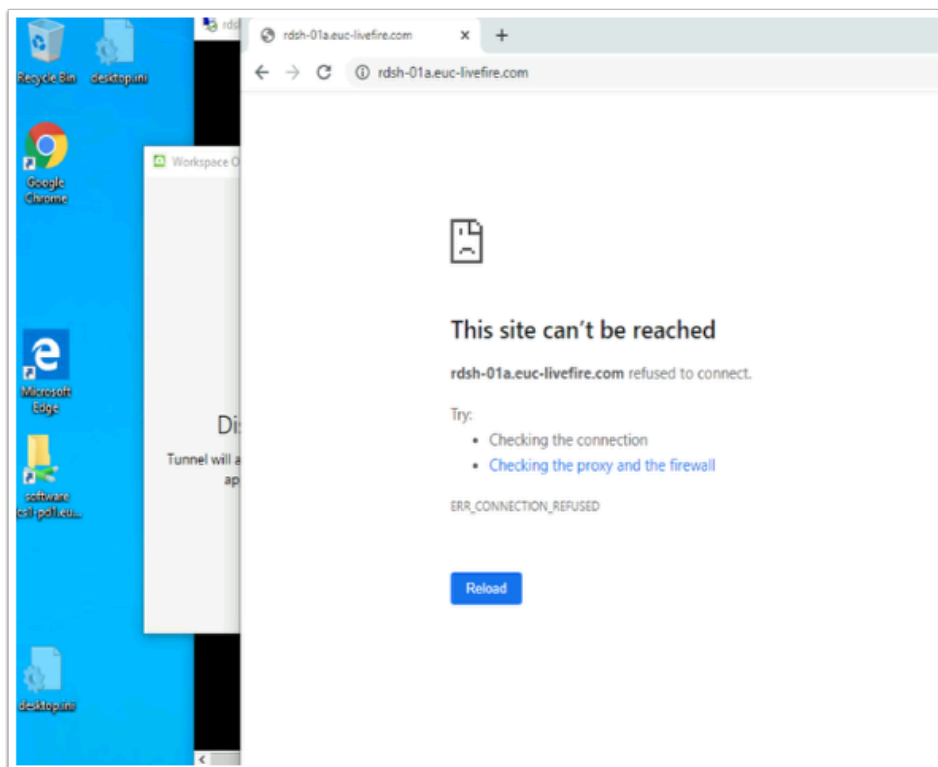 rdsh-01a.euc-livefire.com
rdsh-01a.euc-livefire.com
Recycle Bin
desktop.ini
Google
Chrome
Workspace O
This site can't be reached
rdsh-01a.euc-livefire.com refused to connect.
Try:
• Checking the connection
• Checking the proxy and the firewall
ERR_CONNECTION_REFUSED
Reload
Microsoft
Edge
Dis
Tunnel will a
ap
software
desktop.ini